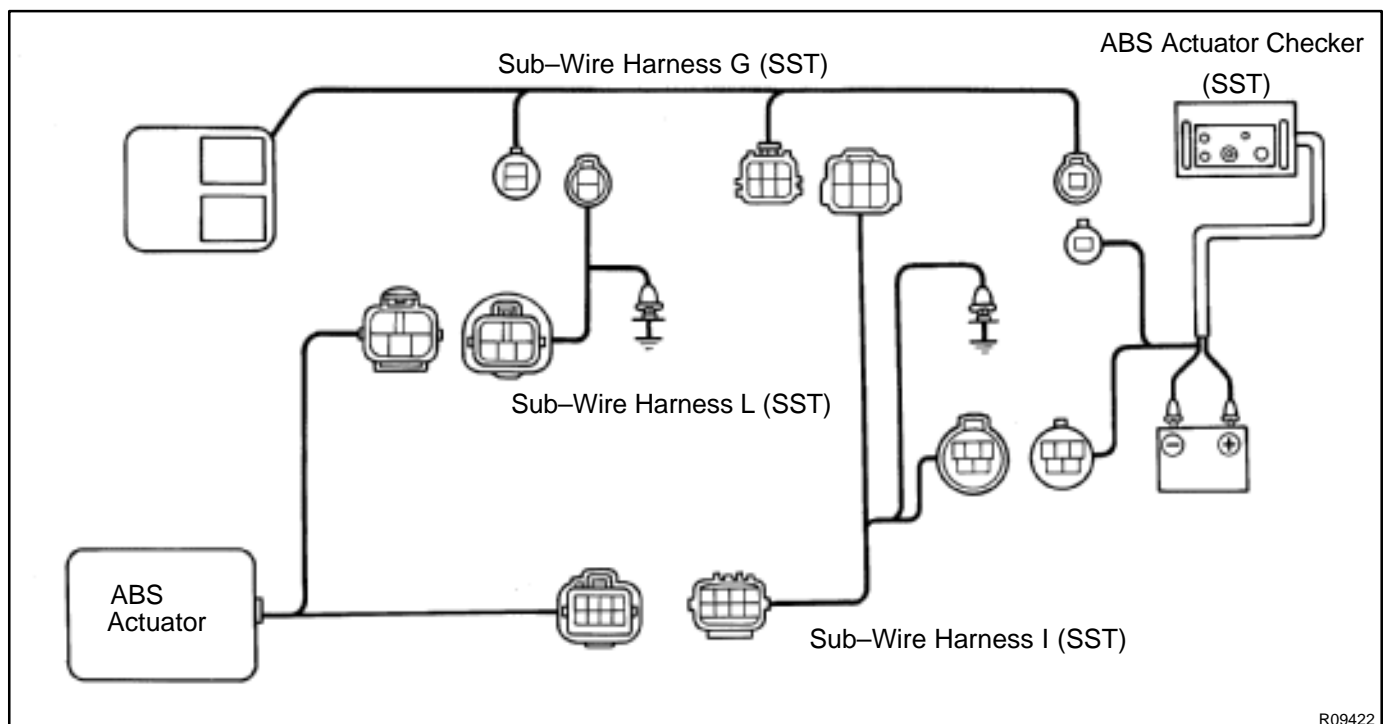 ABS Actuator Checker
(SST)
Sub–Wire Harness G (SST)
Sub–Wire Harness L (SST)
− +
ABS
Actuator
Sub–Wire Harness I (SST)
R09422